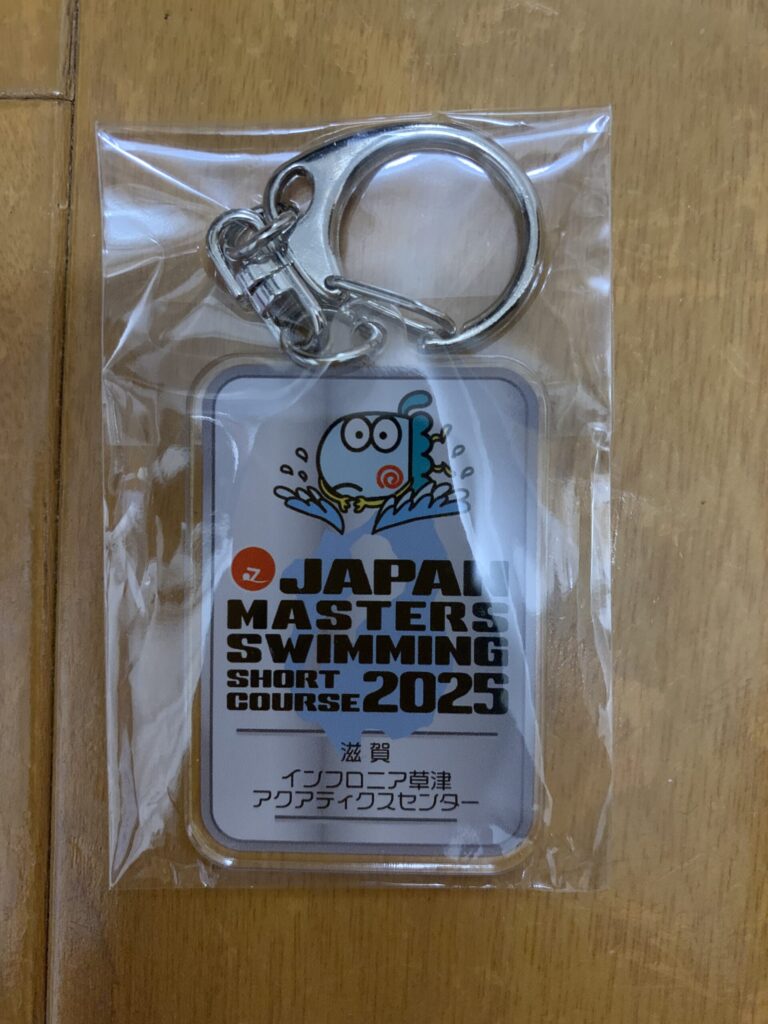 JAPAN
MASTERS
SWIMMING
SHORT
COURSE 2025
滋賀
インフロニア草津
アクアティクスセンター